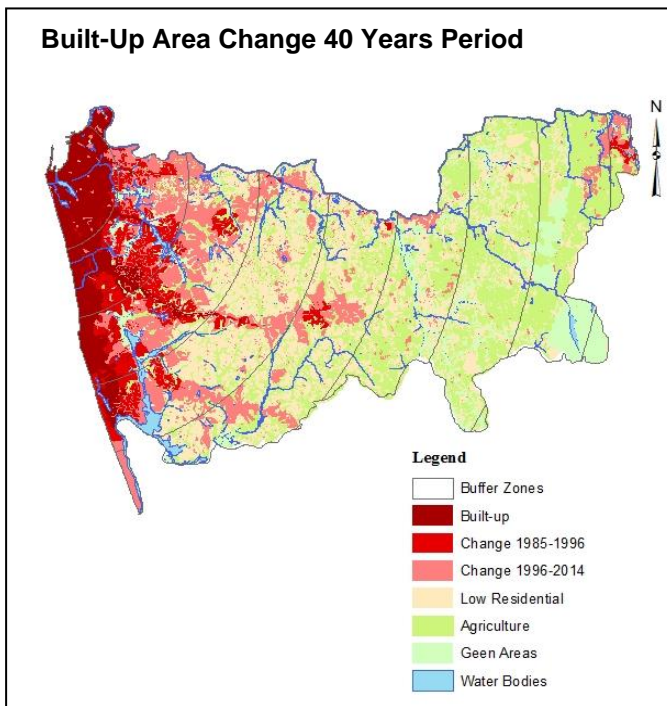 Built-Up Area Change 40 Years Period
N
Legend
Buffer Zones
Built-up
Change 1985-1996
Change 1996-2014
Low Residential
Agriculture
Geen Areas
Water Bodies